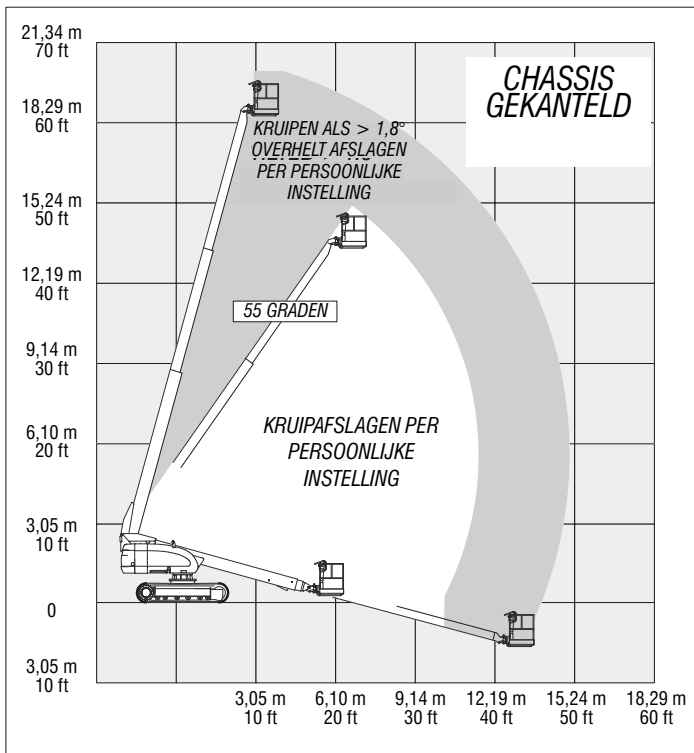 21,34 m
70 ft
18,29 m
60 ft
15,24 m
50 ft
12,19 m
40 ft
9,14 m
30 ft
6,10 m
20 ft
3,05 m
10 ft
0
3,05 m
10 ft
CHASSIS
GEKANTELD
KRUIPEN ALS > 1,8°
OVERHELT AFSLAGEN
PER PERSOONLIJKE
INSTELLING
55 GRADEN
KRUIPAFSLAGEN PER
PERSOONLIJKE
INSTELLING
3,05 m 6,10 m 9,14 m 12,19 m 15,24 m 18,29 m
10 ft 20 ft 30 ft 40 ft 50 ft 60 ft